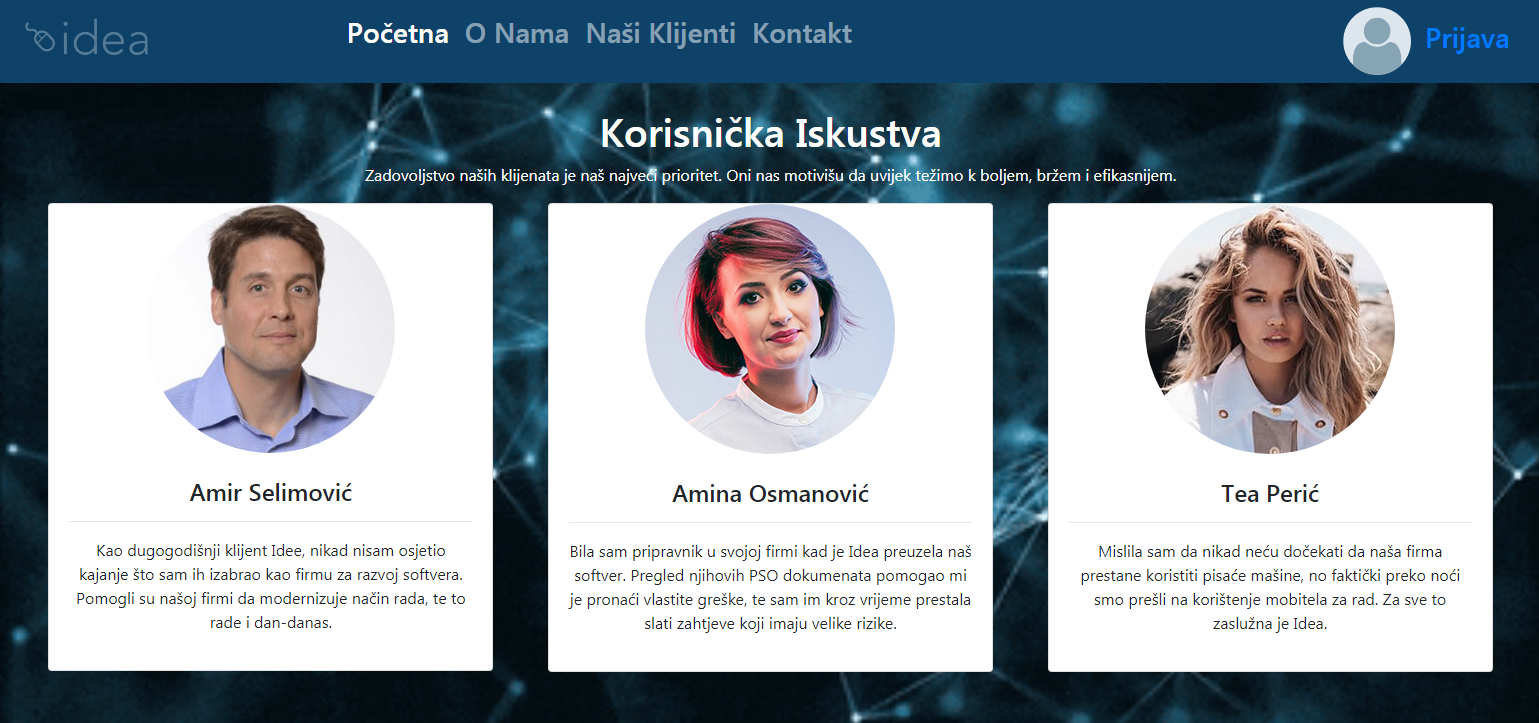 idea
Početna O Nama Naši Klijenti Kontakt
Prijava
Korisnička Iskustva
Zadovoljstvo naših klijenata je naš najveći prioritet. Oni nas motivišu da uvijek težimo k boljem, bržem i efikasnijem.
Amir Selimović
Kao dugogodišnji klijent Idee, nikad nisam osjetio
kajanje što sam ih izabrao kao firmu za razvoj softvera.
Pomogli su našoj firmi da modernizuje način rada, te to
rade i dan-danas.
Amina Osmanović
Bila sam pripravnik u svojoj firmi kad je Idea preuzela naš
softver. Pregled njihovih PSO dokumenata pomogao mi
je pronaći vlastite greške, te sam im kroz vrijeme prestala
slati zahtjeve koji imaju velike rizike.
Tea Perić
Mislila sam da nikad neću dočekati da naša firma
prestane koristiti pisaće mašine, no faktički preko noći
smo prešli na korištenje mobitela za rad. Za sve to
zaslužna je Idea.